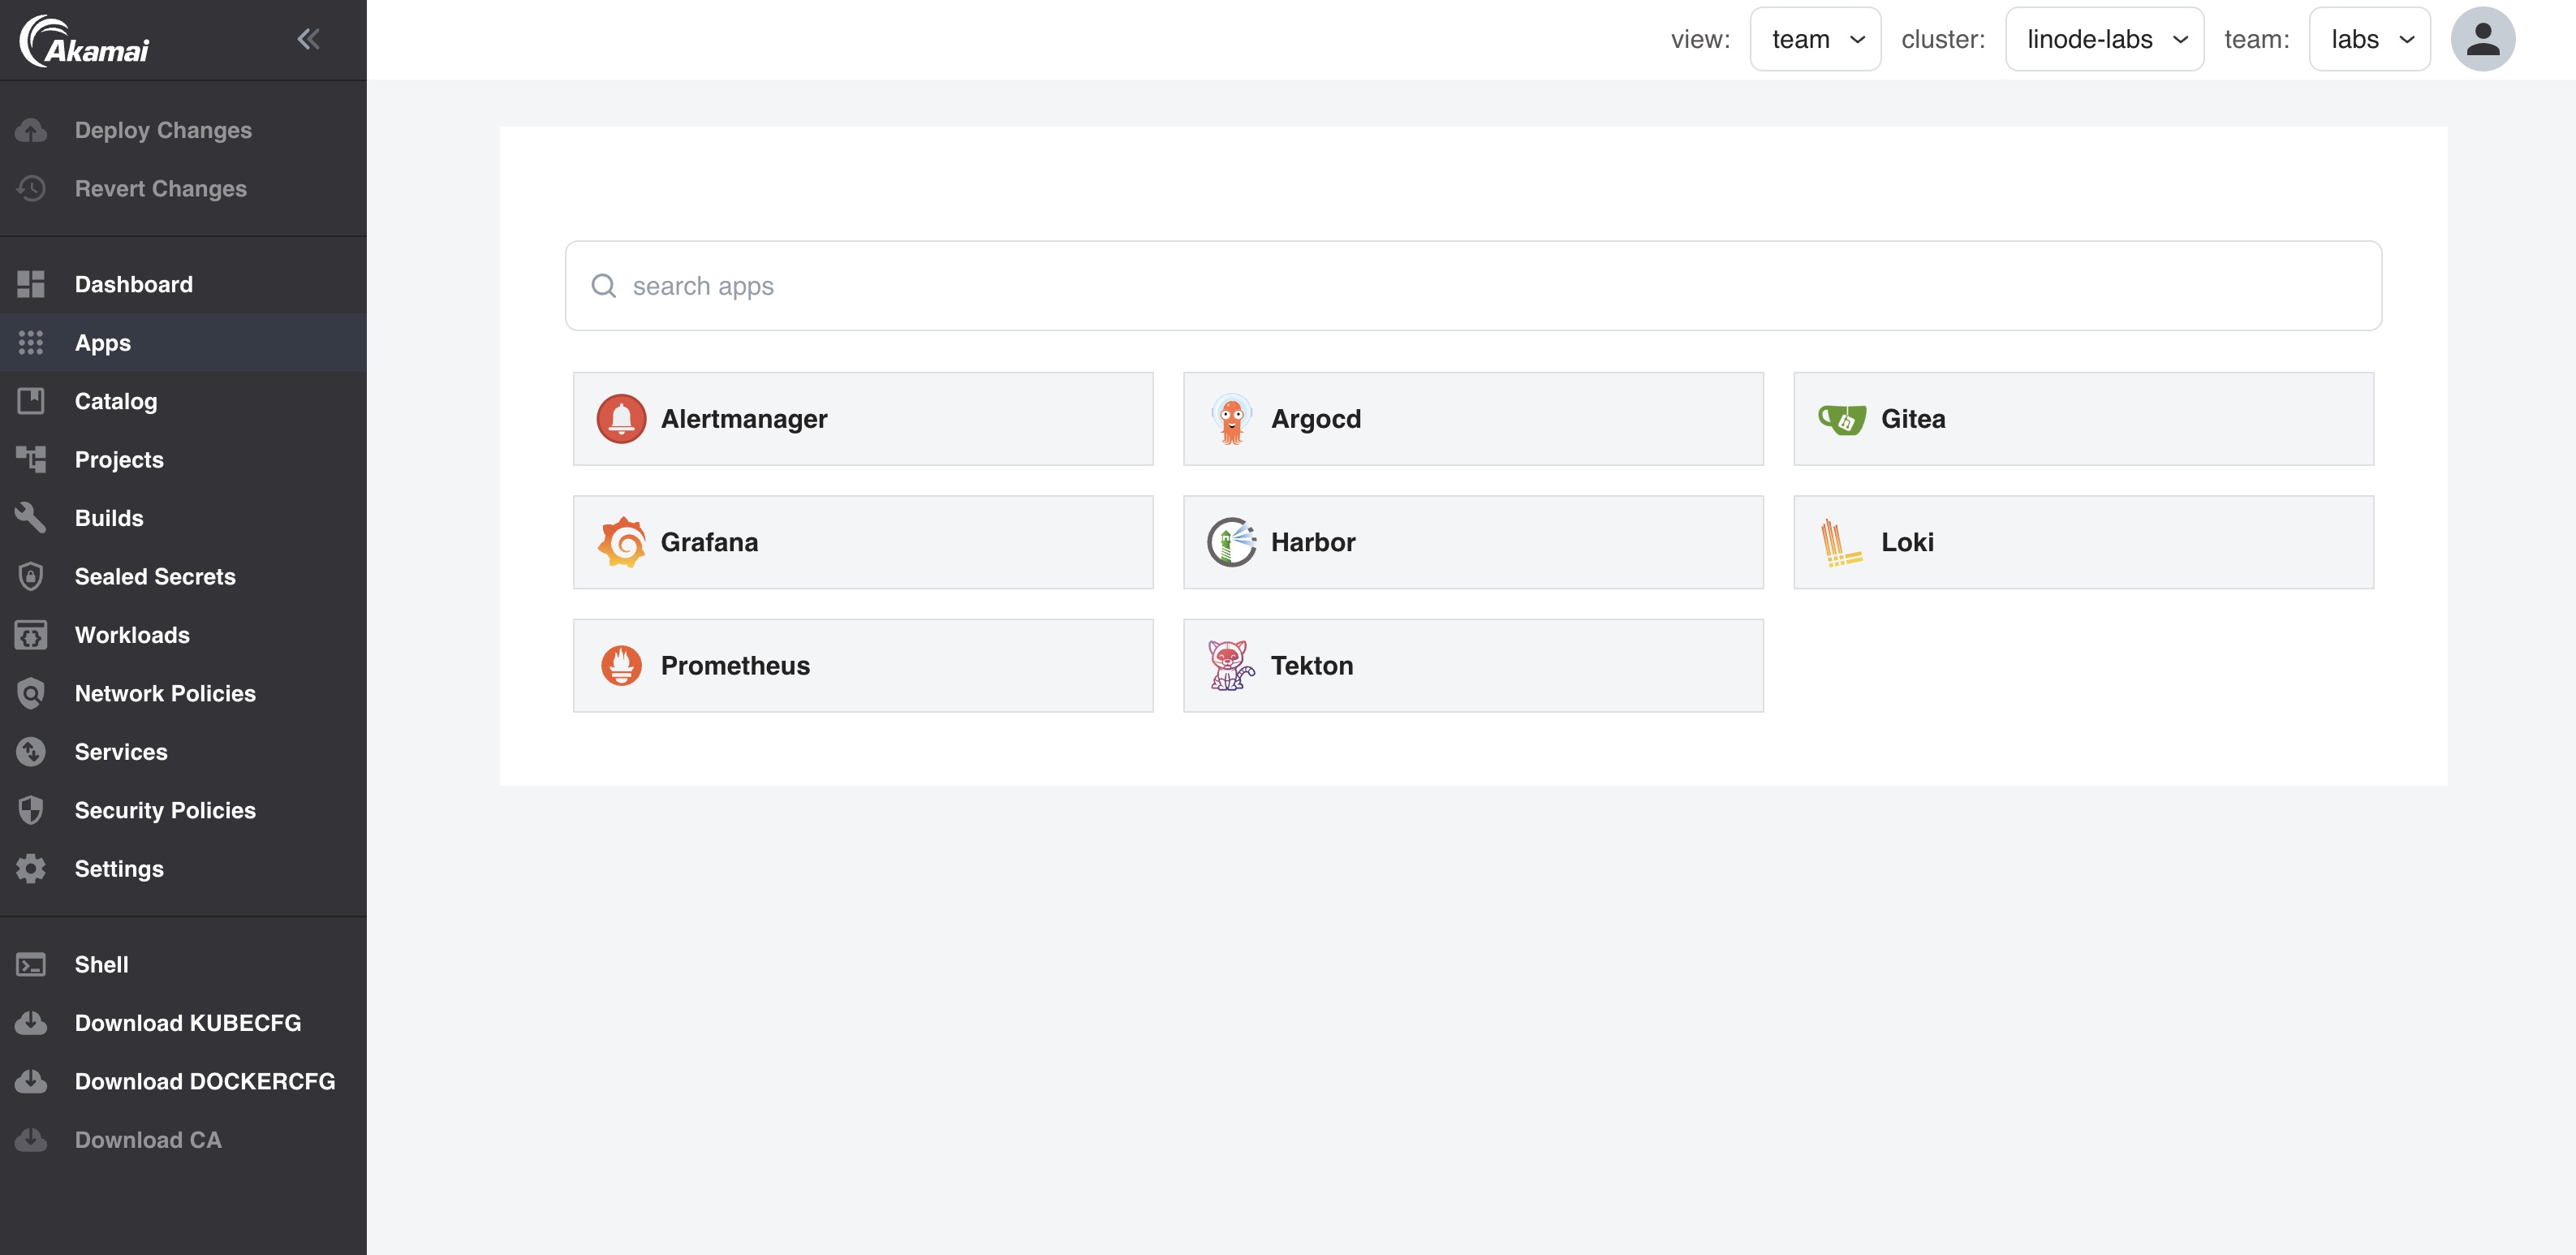 Akamai
view: team cluster: linode-labs team: labs
Deploy Changes
Revert Changes
Dashboard
Apps
Catalog
Projects
Builds
Sealed Secrets
Workloads
Network Policies
Services
Security Policies
Settings
Shell
Download KUBECFG
Download DOCKERCFG
Download CA
search apps
Alertmanager Argocd Gitea
Grafana Harbor Loki
Prometheus Tekton